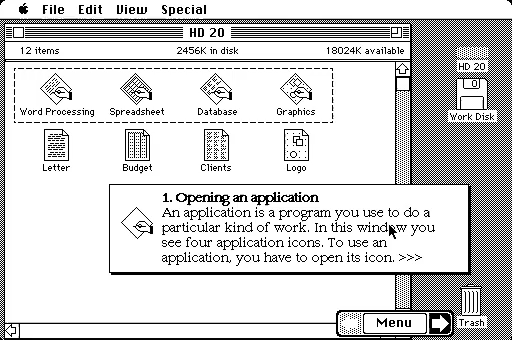 File Edit View Special
HD 20
12 items 2456K in disk 18024K available
HD 20
Word Processing Spreadsheet Database Graphics
Work Disk
Letter Budget Clients Logo
1. Opening an application
An application is a program you use to do a
particular kind of work. In this window you
see four application icons. To use an
application, you have to open its icon. >>>
Menu
Trash